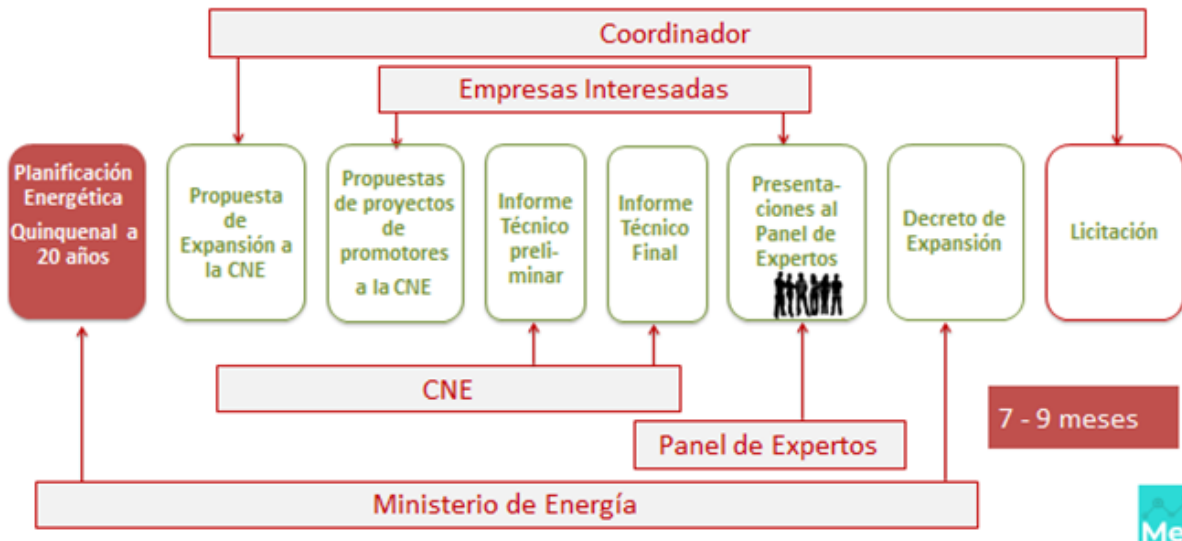 Coordinador
Empresas Interesadas
Planificación
Energética
Quinquenal a
20 años
Propuesta
de
Expansión a
la CNE
Propuestas
de proyectos
de
promotores
a la CNE
Informe
Técnico
preli-
minar
Informe
Técnico
Final
Presenta-
ciones al
Panel de
Expertos
Decreto de
Expansión
Licitación
CNE
7 - 9 meses
Panel de Expertos
Ministerio de Energía
Me